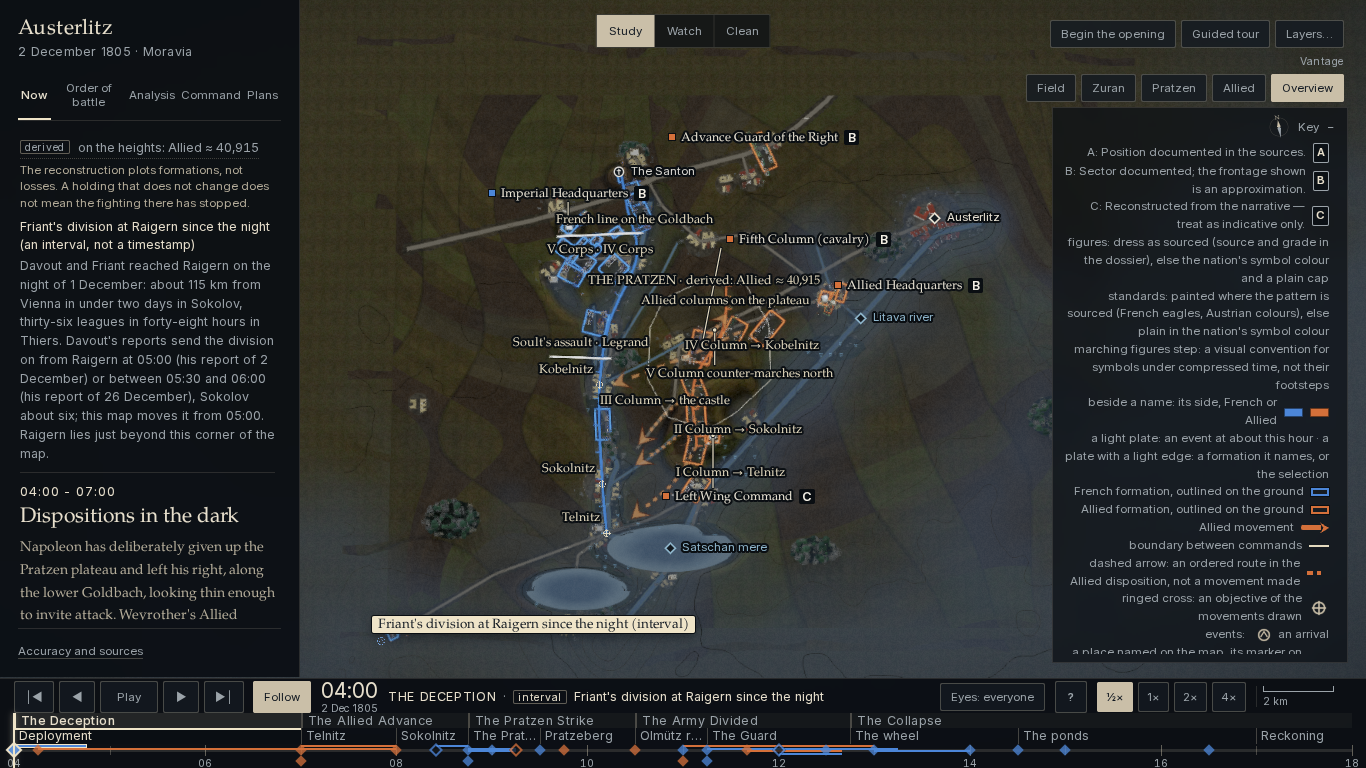 Austerlitz
2 December 1805 · Moravia
Now
Order of battle
Analysis
Command
Plans
derived on the heights: Allied ≈ 40,915
The reconstruction plots formations, not
losses. A holding that does not change does
not mean the fighting there has stopped.
Friant's division at Raigern since the night
(an interval, not a timestamp)
Davout and Friant reached Raigern on the
night of 1 December: about 115 km from
Vienna in under two days in Sokolov,
thirty-six leagues in forty-eight hours in
Thiers. Davout's reports send the division
on from Raigern at 05:00 (his report of 2
December) or between 05:30 and 06:00
(his report of 26 December), Sokolov
about six; this map moves it from 05:00.
Raigern lies just beyond this corner of the
map.
04:00 - 07:00
Dispositions in the dark
Napoleon has deliberately given up the
Pratzen plateau and left his right, along
the lower Goldbach, looking thin enough
to invite attack. Weyrother's Allied
Accuracy and sources
Study
Watch
Clean
Begin the opening
Guided tour
Layers...
Vantage
Field
Zuran
Pratzen
Allied
Overview
Advance Guard of the Right B
The Santon
Imperial Headquarters B
French line on the Goldbach
V Corps · IV Corps
Fifth Column (cavalry) B
Austerlitz
THE PRATZEN · derived: Allied ≈ 40,915
Allied Headquarters B
Allied columns on the plateau
Litava river
Soult's assault · Legrand
IV Column → Kobelnitz
Kobelnitz
V Column counter-marches north
III Column → the castle
II Column → Sokolnitz
Sokolnitz
I Column → Telnitz
Left Wing Command C
Telnitz
Satschan mere
Friant's division at Raigern since the night (interval)
Key –
A: Position documented in the sources. A
B: Sector documented; the frontage shown
is an approximation. B
C: Reconstructed from the narrative —
treat as indicative only. C
figures: dress as sourced (source and grade in
the dossier), else the nation's symbol colour
and a plain cap
standards: painted where the pattern is
sourced (French eagles, Austrian colours), else
plain in the nation's symbol colour
marching figures step: a visual convention for
symbols under compressed time, not their
footsteps
beside a name: its side, French or
Allied
a light plate: an event at about this hour · a
plate with a light edge: a formation it names, or
the selection
French formation, outlined on the ground
Allied formation, outlined on the ground
Allied movement
boundary between commands
dashed arrow: an ordered route in the
Allied disposition, not a movement made
ringed cross: an objective of the
movements drawn
events: an arrival
a place named on the map, its marker on
Play
Follow
04:00
2 Dec 1805
THE DECEPTION · interval Friant's division at Raigern since the night
Eyes: everyone
?
½×
1×
2×
4×
2 km
The Deception
The Allied Advance
The Pratzen Strike
The Army Divided
The Collapse
Deployment
Telnitz
Sokolnitz
The Prat...
Pratzeberg
Olmütz r...
The Guard
The wheel
The ponds
Reckoning
04
06
08
10
12
14
16
18